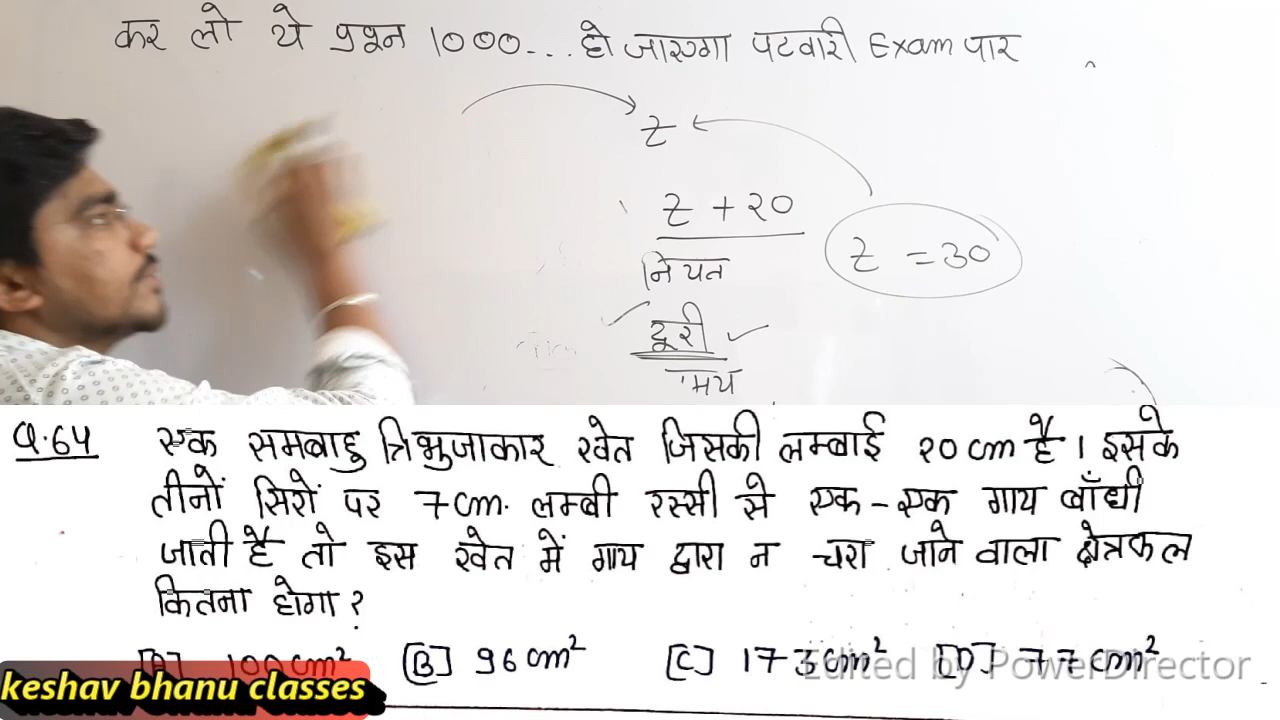 कर लो ये प्रश्न 1000... हो जाएगा पटवारी Exam पार
z
z + 20
z = 30
नियत
दूरी
Q.64 एक समबाहु त्रिभुजाकार खेत जिसकी लम्बाई 20 cm है। इसके
तीनों सिरों पर 7 cm. लम्बी रस्सी से एक - एक गाय बाँधी
जाती है तो इस खेत में गाय द्वारा न चरा जाने वाला क्षेत्रफल
कितना होगा?
[B] 96 cm² [C] 173 cm² [D] 77 cm²
Edited by PowerDirector
keshav bhanu classes